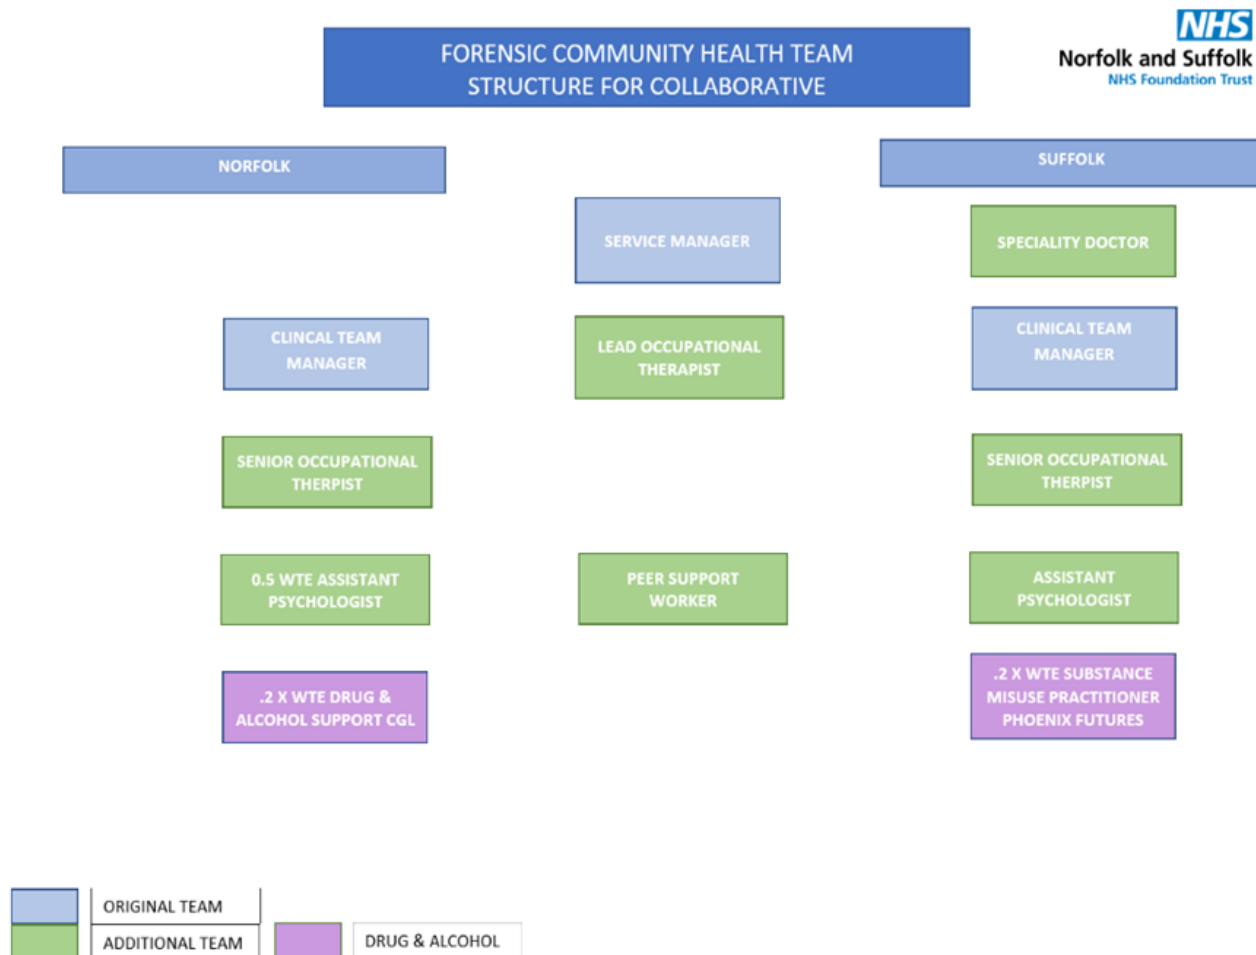 NHS
Norfolk and Suffolk
NHS Foundation Trust
FORENSIC COMMUNITY HEALTH TEAM
STRUCTURE FOR COLLABORATIVE
NORFOLK
SUFFOLK
SERVICE MANAGER
SPECIALITY DOCTOR
CLINCAL TEAM
MANAGER
LEAD OCCUPATIONAL
THERAPIST
CLINICAL TEAM
MANAGER
SENIOR OCCUPATIONAL
THERPIST
SENIOR OCCUPATIONAL
THERPIST
0.5 WTE ASSISTANT
PSYCHOLOGIST
PEER SUPPORT
WORKER
ASSISTANT
PSYCHOLOGIST
.2 X WTE DRUG &
ALCOHOL SUPPORT CGL
.2 X WTE SUBSTANCE
MISUSE PRACTITIONER
PHOENIX FUTURES
ORIGINAL TEAM
ADDITIONAL TEAM
DRUG & ALCOHOL